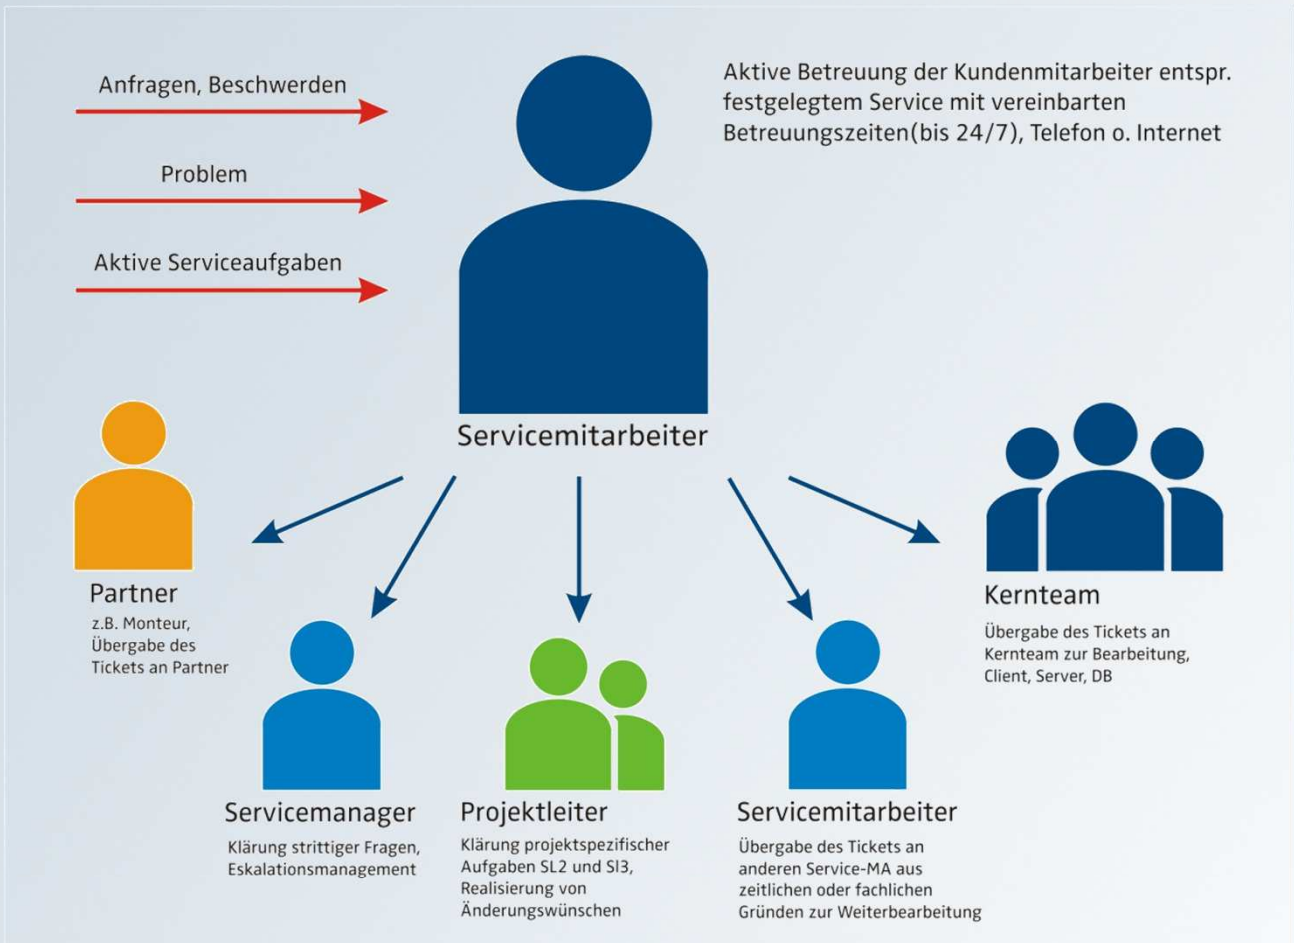 Anfragen, Beschwerden
Problem
Aktive Serviceaufgaben
Aktive Betreuung der Kundenmitarbeiter entspr.
festgelegtem Service mit vereinbarten
Betreuungszeiten(bis 24/7), Telefon o. Internet
Servicemitarbeiter
Partner
z.B. Monteur,
Übergabe des
Tickets an Partner
Servicemanager
Klärung strittiger Fragen,
Eskalationsmanagement
Projektleiter
Klärung projektspezifischer
Aufgaben SL2 und SI3,
Realisierung von
Änderungswünschen
Servicemitarbeiter
Übergabe des Tickets an
anderen Service-MA aus
zeitlichen oder fachlichen
Gründen zur Weiterbearbeitung
Kernteam
Übergabe des Tickets an
Kernteam zur Bearbeitung,
Client, Server, DB